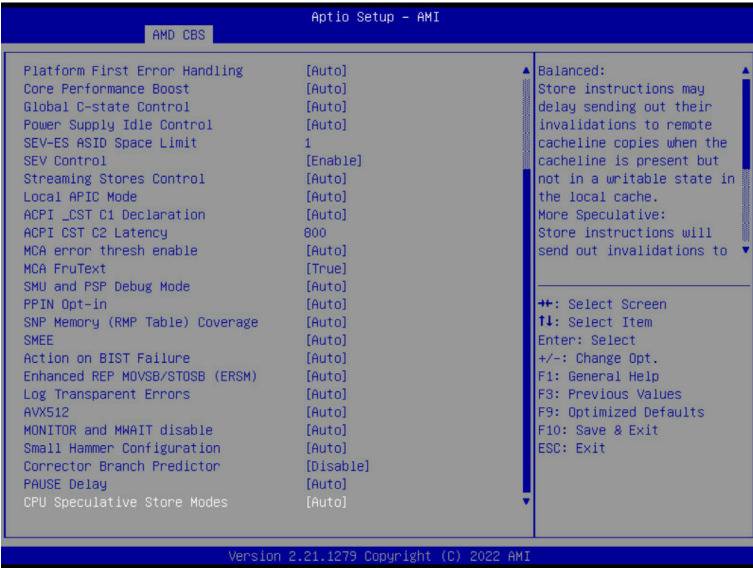 Aptio Setup – AMI
AMD CBS
Platform First Error Handling [Auto]
Core Performance Boost [Auto]
Global C-state Control [Auto]
Power Supply Idle Control [Auto]
SEV-ES ASID Space Limit 1
SEV Control [Enable]
Streaming Stores Control [Auto]
Local APIC Mode [Auto]
ACPI _CST C1 Declaration [Auto]
ACPI CST C2 Latency 800
MCA error thresh enable [Auto]
MCA FruText [True]
SMU and PSP Debug Mode [Auto]
PPIN Opt-in [Auto]
SNP Memory (RMP Table) Coverage [Auto]
SMEE [Auto]
Action on BIST Failure [Auto]
Enhanced REP MOVSB/STOSB (ERSM) [Auto]
Log Transparent Errors [Auto]
AVX512 [Auto]
MONITOR and MWAIT disable [Auto]
Small Hammer Configuration [Auto]
Corrector Branch Predictor [Disable]
PAUSE Delay [Auto]
CPU Speculative Store Modes [Auto]
Balanced:
Store instructions may
delay sending out their
invalidations to remote
cacheline copies when the
cacheline is present but
not in a writable state in
the local cache.
More Speculative:
Store instructions will
send out invalidations to
→←: Select Screen
↑↓: Select Item
Enter: Select
+/-: Change Opt.
F1: General Help
F3: Previous Values
F9: Optimized Defaults
F10: Save & Exit
ESC: Exit
Version 2.21.1279 Copyright (C) 2022 AMI